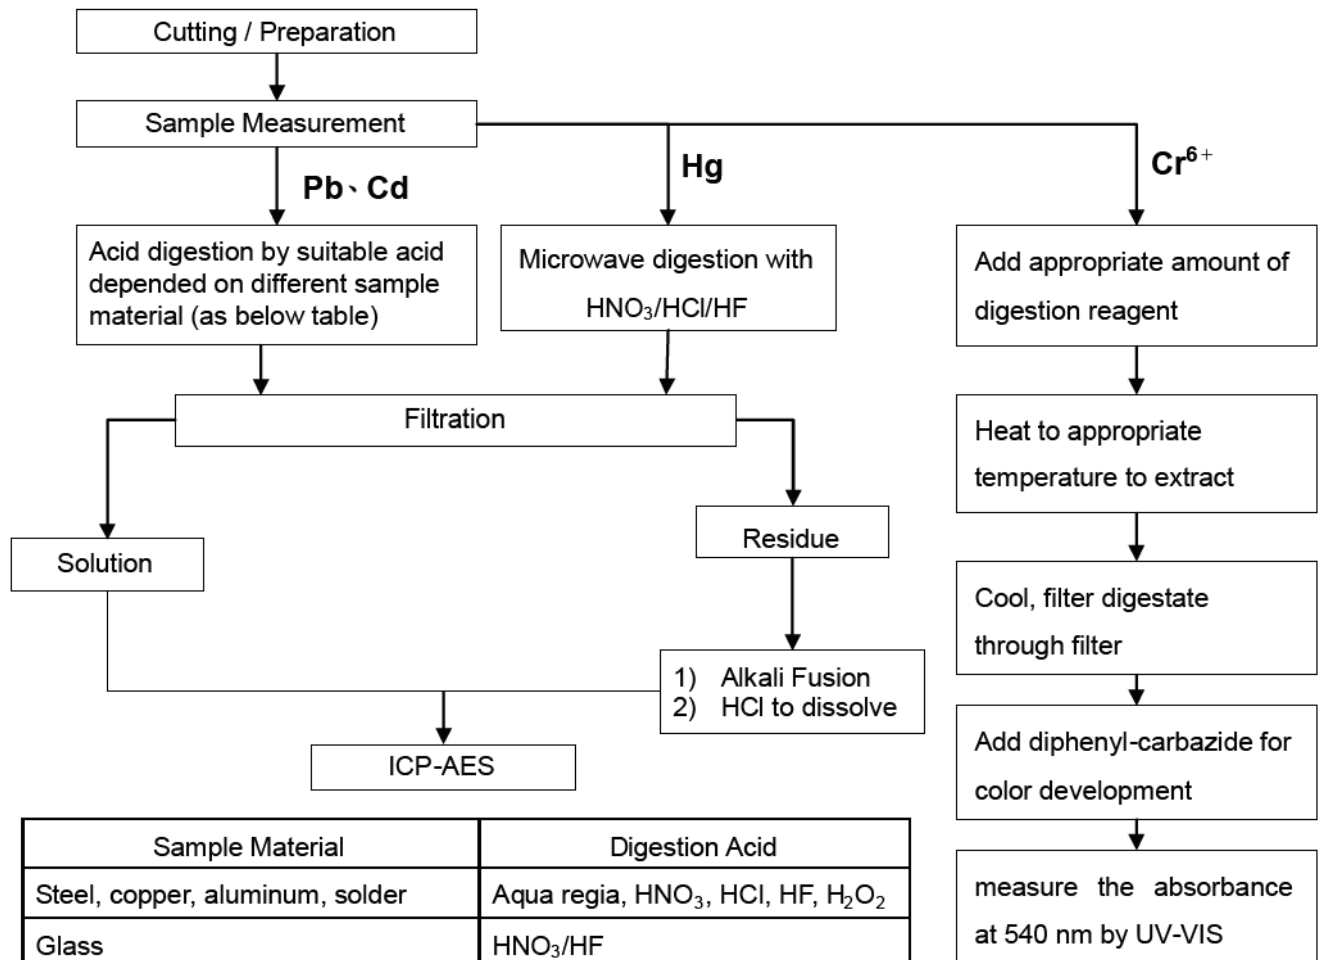 Cutting / Preparation
Sample Measurement
Pb、Cd
Hg
Cr⁶⁺
Acid digestion by suitable acid
depended on different sample
material (as below table)
Microwave digestion with
HNO₃/HCl/HF
Add appropriate amount of
digestion reagent
Filtration
Heat to appropriate
temperature to extract
Solution
Residue
Cool, filter digestate
through filter
1) Alkali Fusion
2) HCl to dissolve
ICP-AES
Add diphenyl-carbazide for
color development
measure the absorbance
at 540 nm by UV-VIS
Sample Material Digestion Acid
Steel, copper, aluminum, solder Aqua regia, HNO₃, HCl, HF, H₂O₂
Glass HNO₃/HF